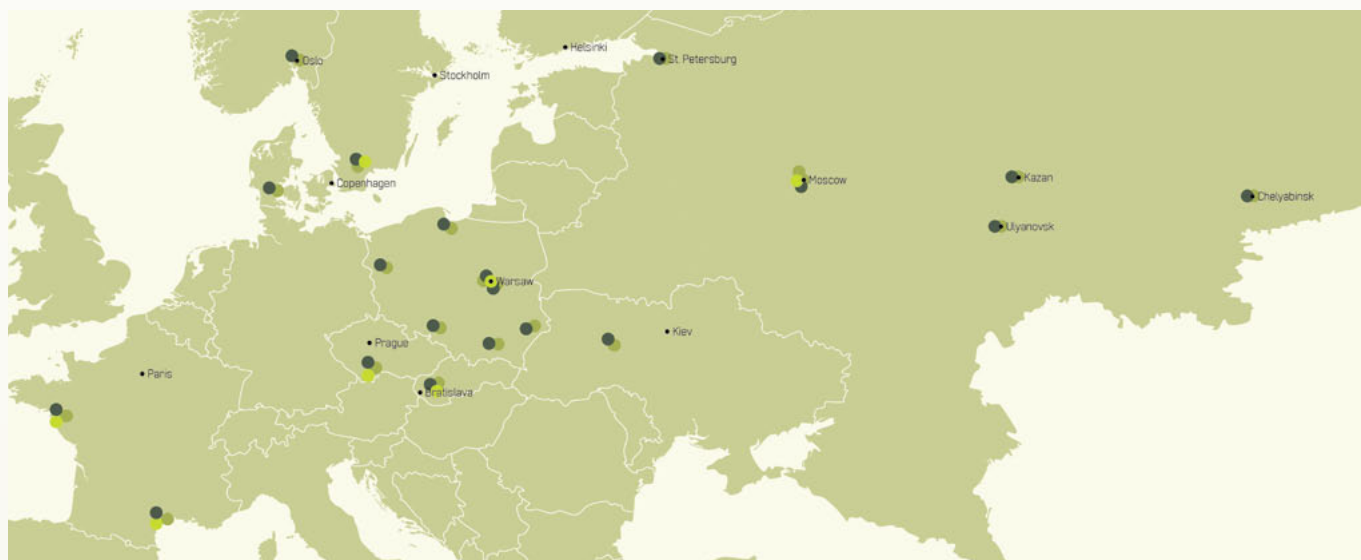 Helsinki
Oslo
St. Petersburg
Stockholm
Kazan
Moscow
Copenhagen
Chelyabinsk
Ulyanovsk
Warsaw
Kiev
Prague
Paris
Bratislava